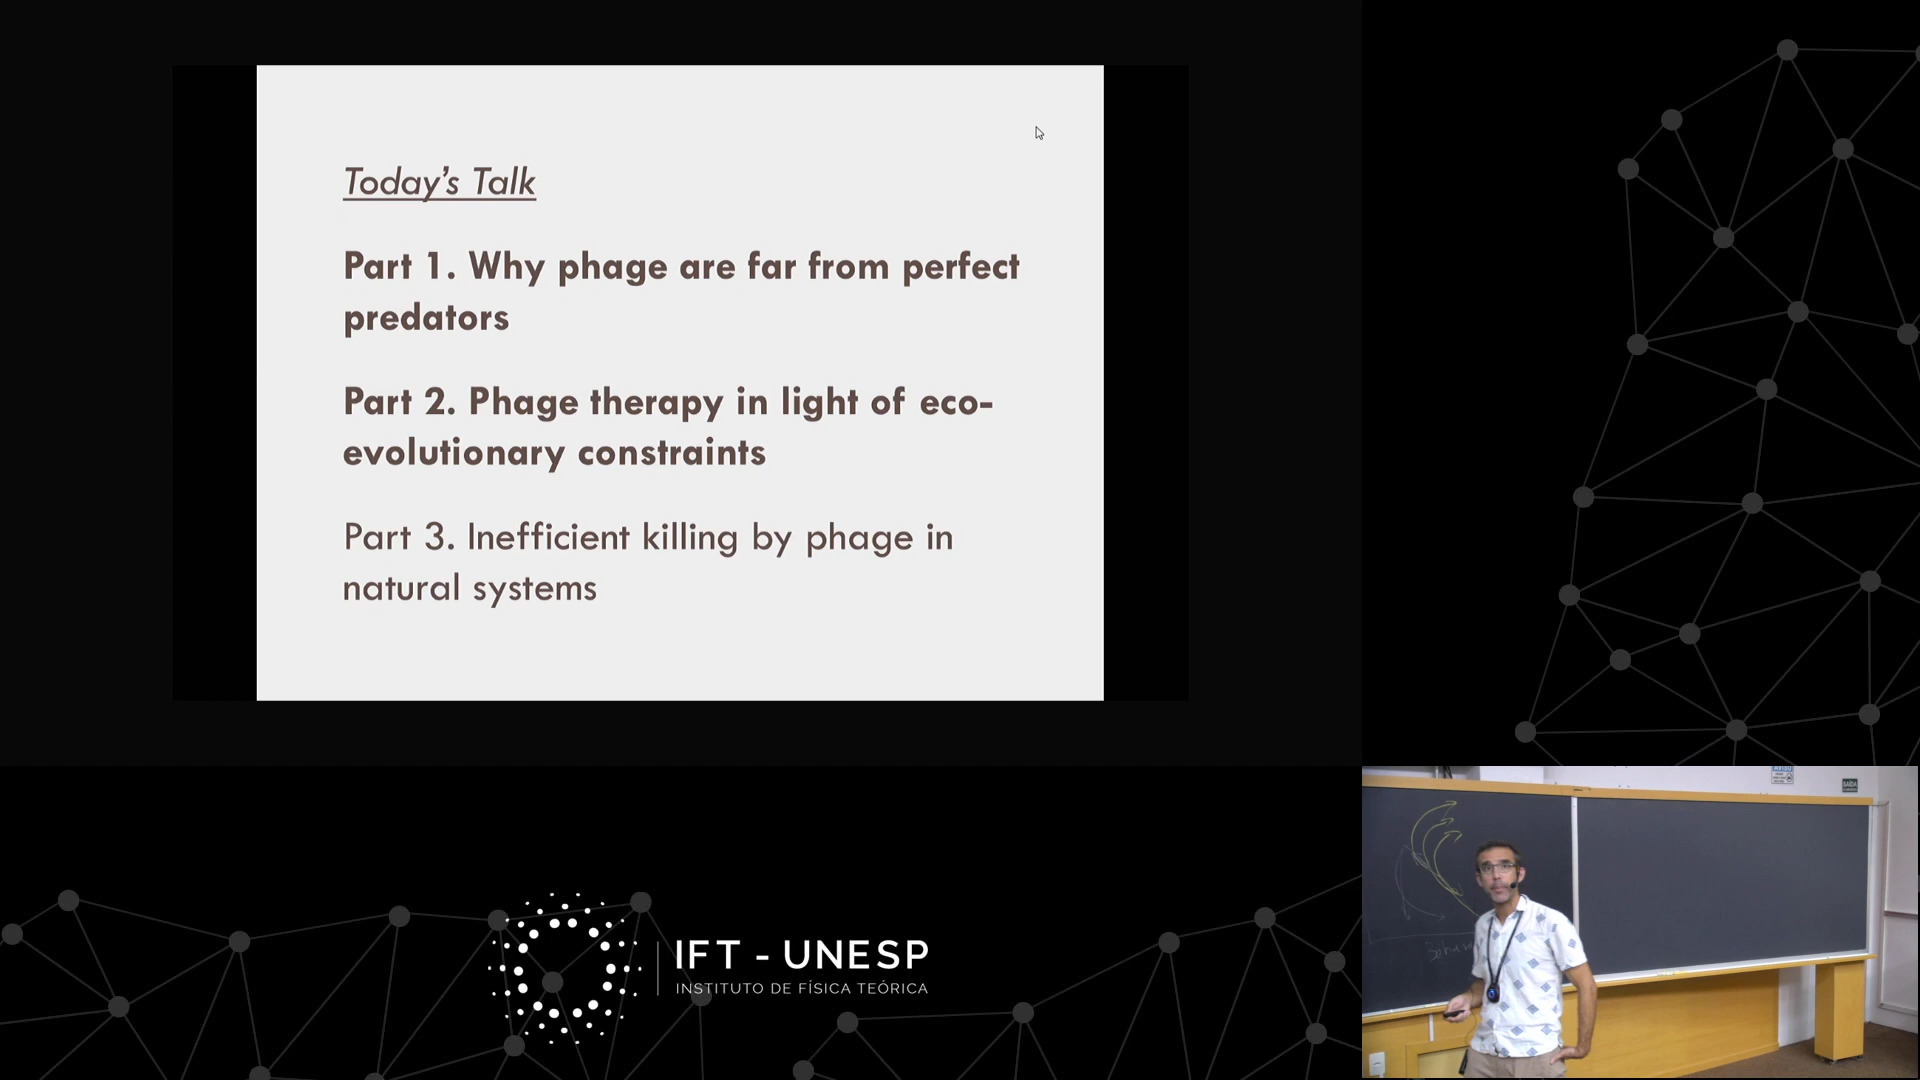 Today's Talk
Part 1. Why phage are far from perfect
predators
Part 2. Phage therapy in light of eco-
evolutionary constraints
Part 3. Inefficient killing by phage in
natural systems
IFT - UNESP
INSTITUTO DE FÍSICA TEÓRICA